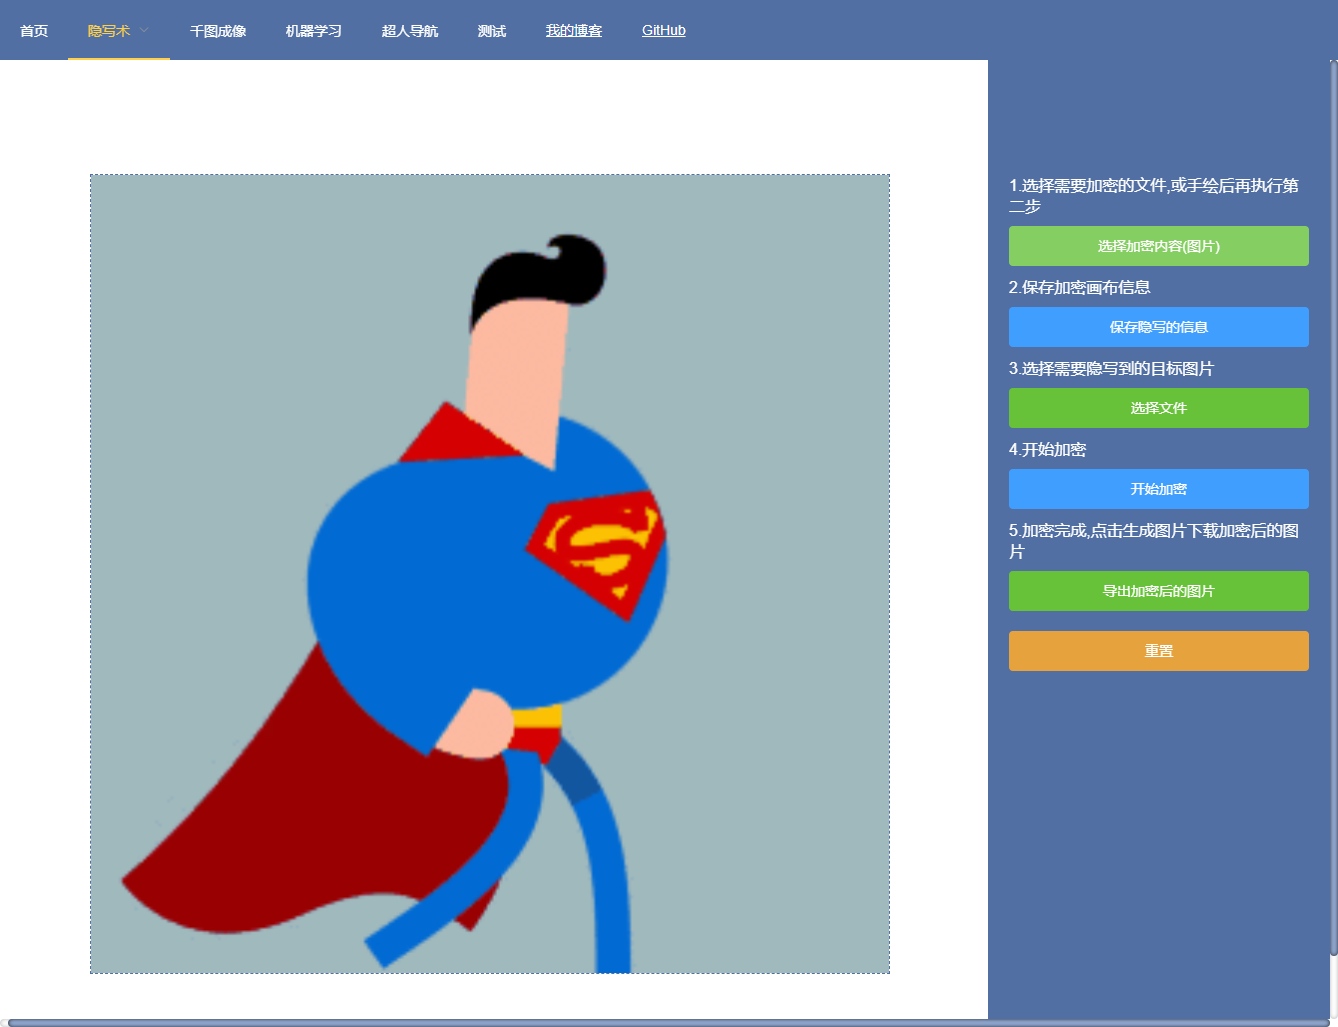 首页
隐写术
千图成像
机器学习
超人导航
测试
我的博客
GitHub
1.选择需要加密的文件,或手绘后再执行第
二步
选择加密内容(图片)
2.保存加密画布信息
保存隐写的信息
3.选择需要隐写到的目标图片
选择文件
4.开始加密
开始加密
5.加密完成,点击生成图片下载加密后的图
片
导出加密后的图片
重置